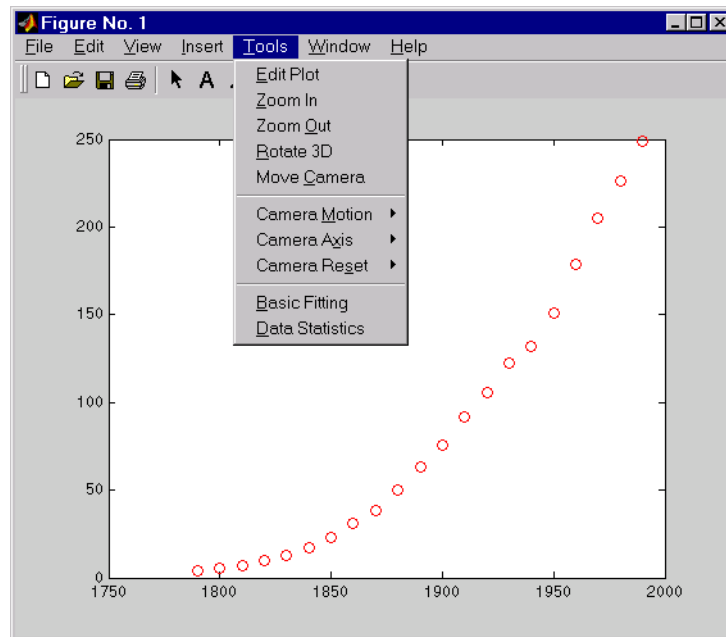 Figure No. 1
File Edit View Insert Tools Window Help
A
Edit Plot
Zoom In
Zoom Out
Rotate 3D
Move Camera
Camera Motion
Camera Axis
Camera Reset
Basic Fitting
Data Statistics
250
200
150
100
50
0
1750 1800 1850 1900 1950 2000